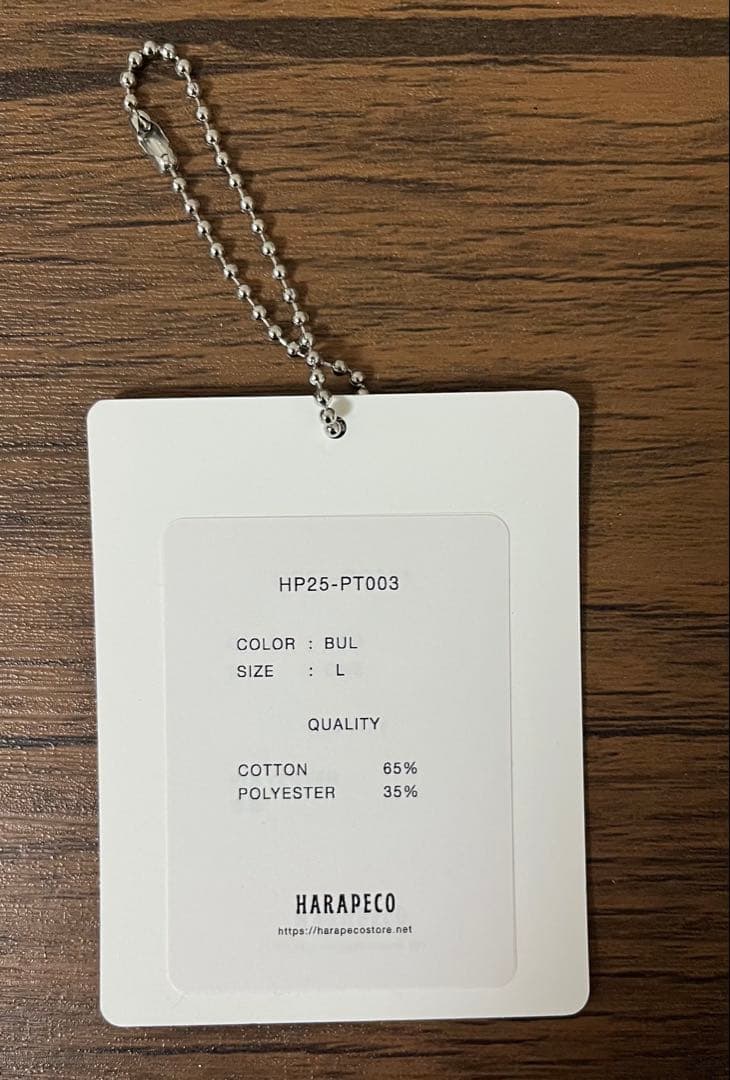 HP25-PT003
COLOR : BUL
SIZE : L
QUALITY
COTTON 65%
POLYESTER 35%
HARAPECO
https://harapecostore.net